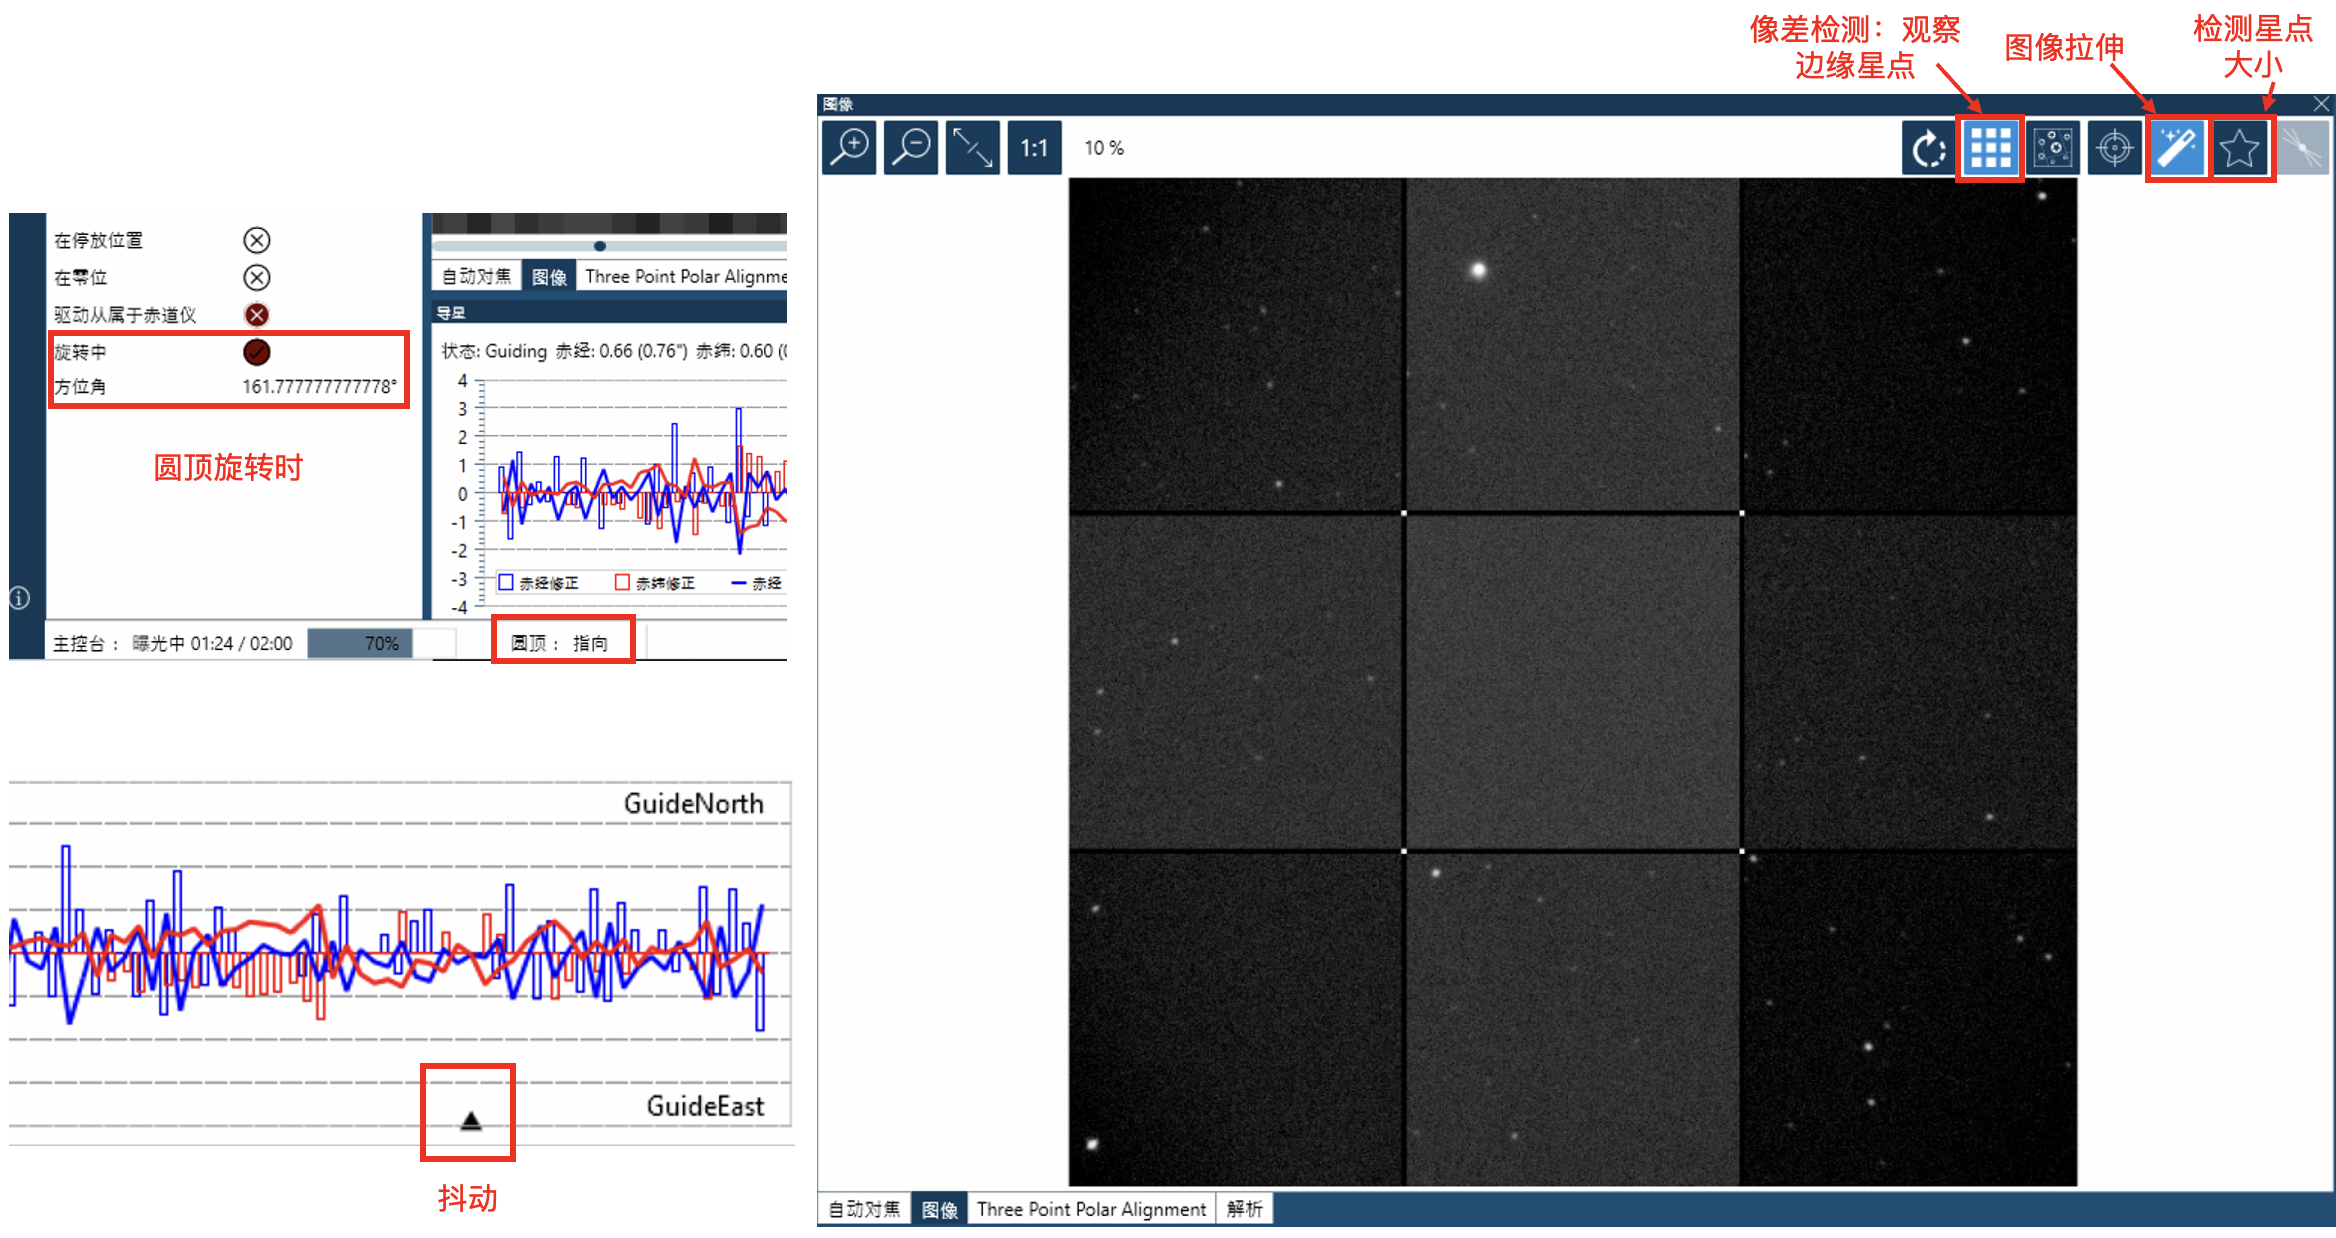 像差检测：观察
边缘星点
图像拉伸
检测星点
大小
图像
1:1
10 %
在停放位置
在零位
驱动从属于赤道仪
旋转中
方位角 161.777777777778°
圆顶旋转时
自动对焦 图像 Three Point Polar Alignme
导星
状态: Guiding 赤经: 0.66 (0.76") 赤纬: 0.60 (
4
3
2
1
0
-1
-2
-3
-4
赤经修正 赤纬修正 赤经
主控台： 曝光中 01:24 / 02:00 70% 圆顶： 指向
GuideNorth
GuideEast
抖动
自动对焦 图像 Three Point Polar Alignment 解析